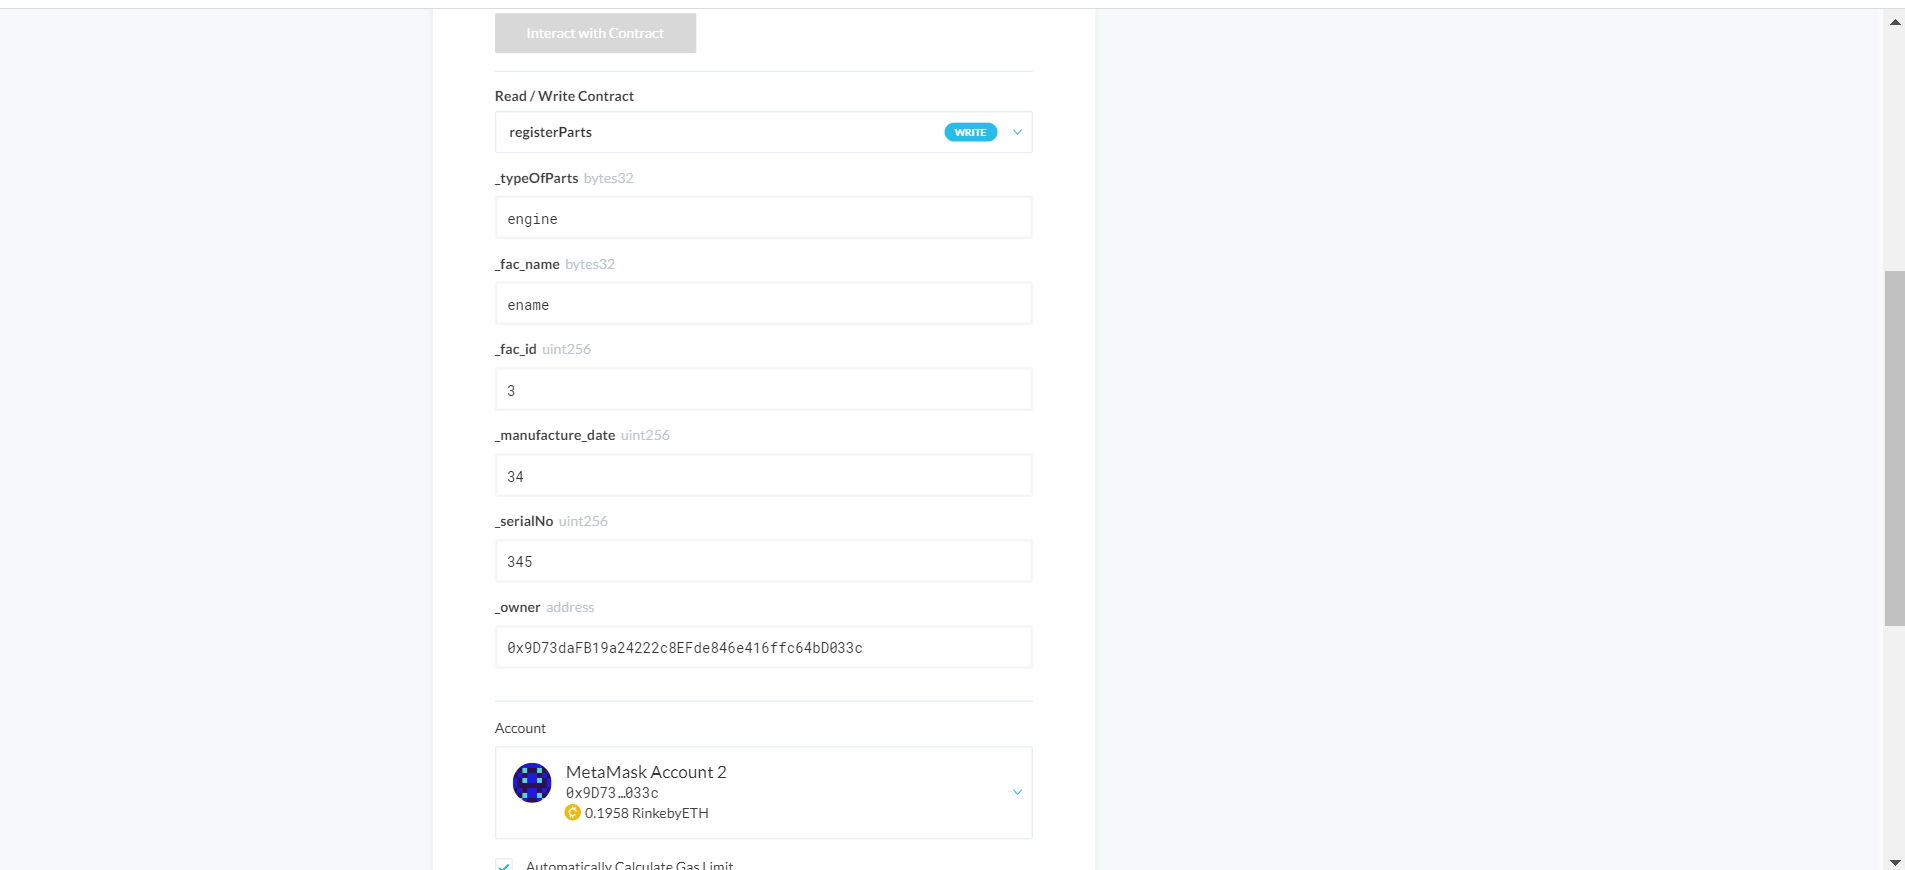 Interact with Contract
Read / Write Contract
registerParts WRITE
_typeOfParts bytes32
engine
_fac_name bytes32
ename
_fac_id uint256
3
_manufacture_date uint256
34
_serialNo uint256
345
_owner address
0x9D73daFB19a24222c8EFde846e416ffc64bD033c
Account
MetaMask Account 2
0x9D73…033c
0.1958 RinkebyETH
Automatically Calculate Gas Limit